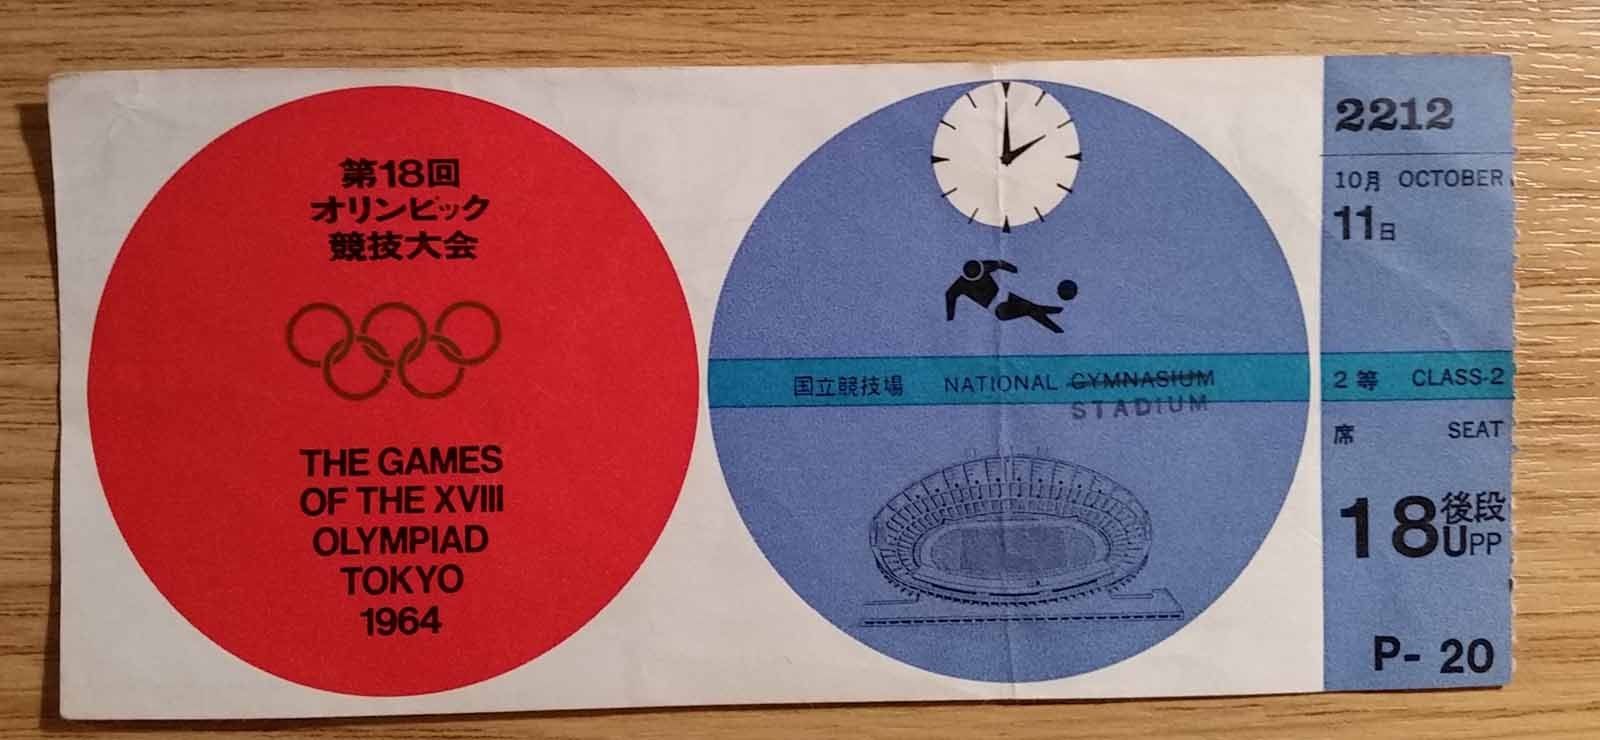 第18回
オリンピック
競技大会
THE GAMES
OF THE XVIII
OLYMPIAD
TOKYO
1964
国立競技場 NATIONAL GYMNASIUM
STADIUM
2212
10月 OCTOBER
11日
2等 CLASS-2
席 SEAT
18 後段 UPP
P- 20